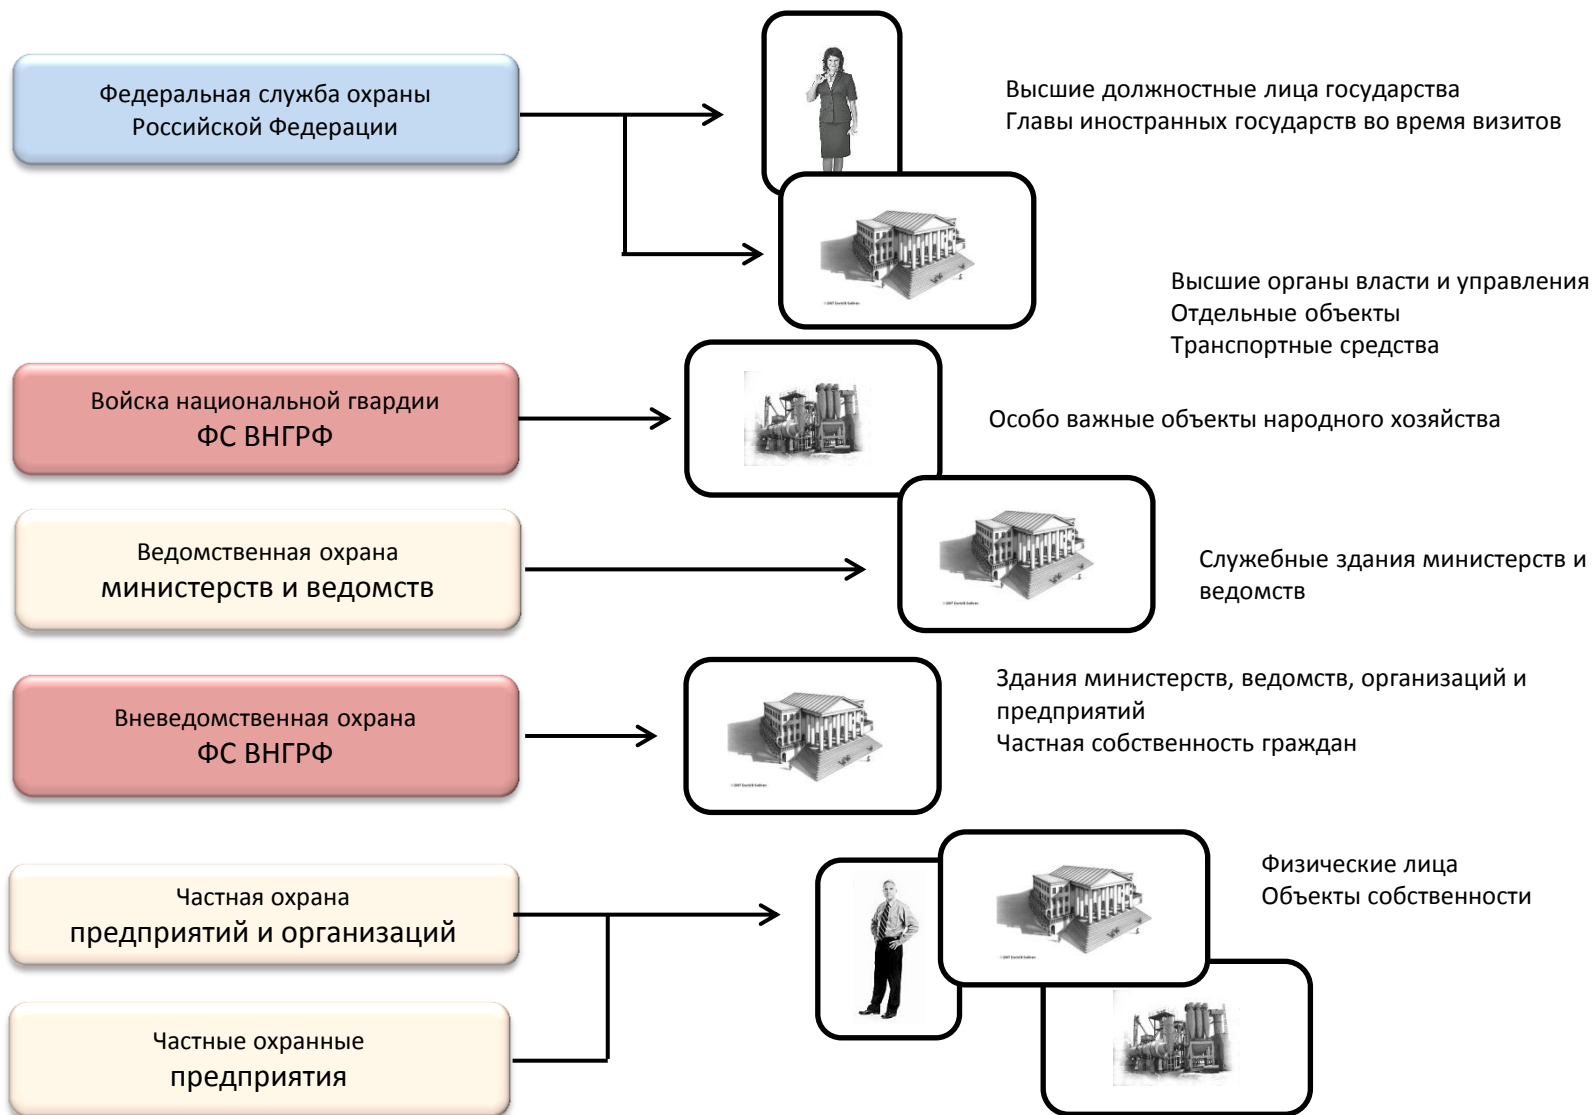 Федеральная служба охраны
Российской Федерации
Высшие должностные лица государства
Главы иностранных государств во время визитов
Высшие органы власти и управления
Отдельные объекты
Транспортные средства
Войска национальной гвардии
ФС ВНГРФ
Особо важные объекты народного хозяйства
Ведомственная охрана
министерств и ведомств
Служебные здания министерств и
ведомств
Вневедомственная охрана
ФС ВНГРФ
Здания министерств, ведомств, организаций и
предприятий
Частная собственность граждан
Частная охрана
предприятий и организаций
Физические лица
Объекты собственности
Частные охранные
предприятия